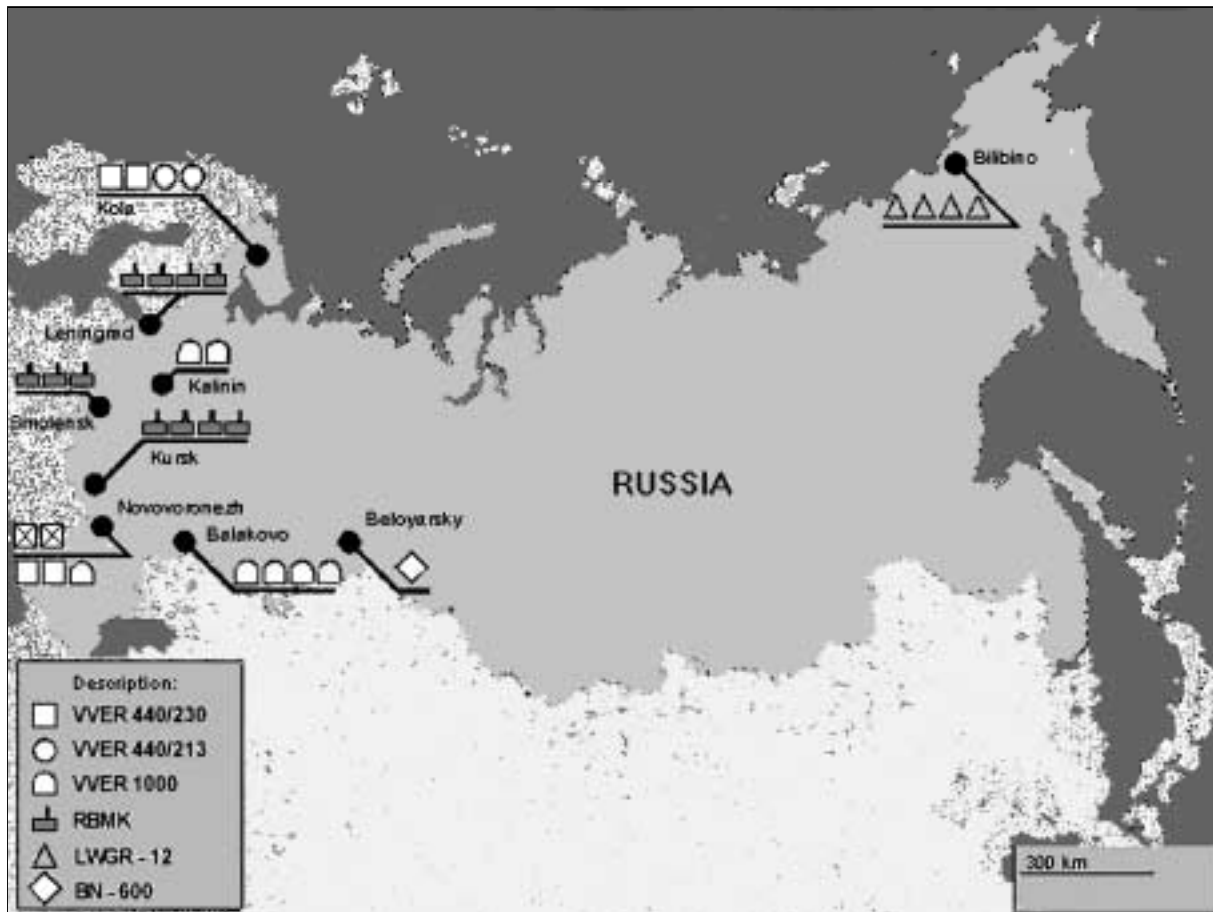 Bilibino
Kola
Leningrad
Kalinin
Smolensk
Kursk
RUSSIA
Novovoronezh
Balakovo
Beloyarsky
Description:
VVER 440/230
VVER 440/213
VVER 1000
RBMK
LWGR - 12
BN - 600
300 km